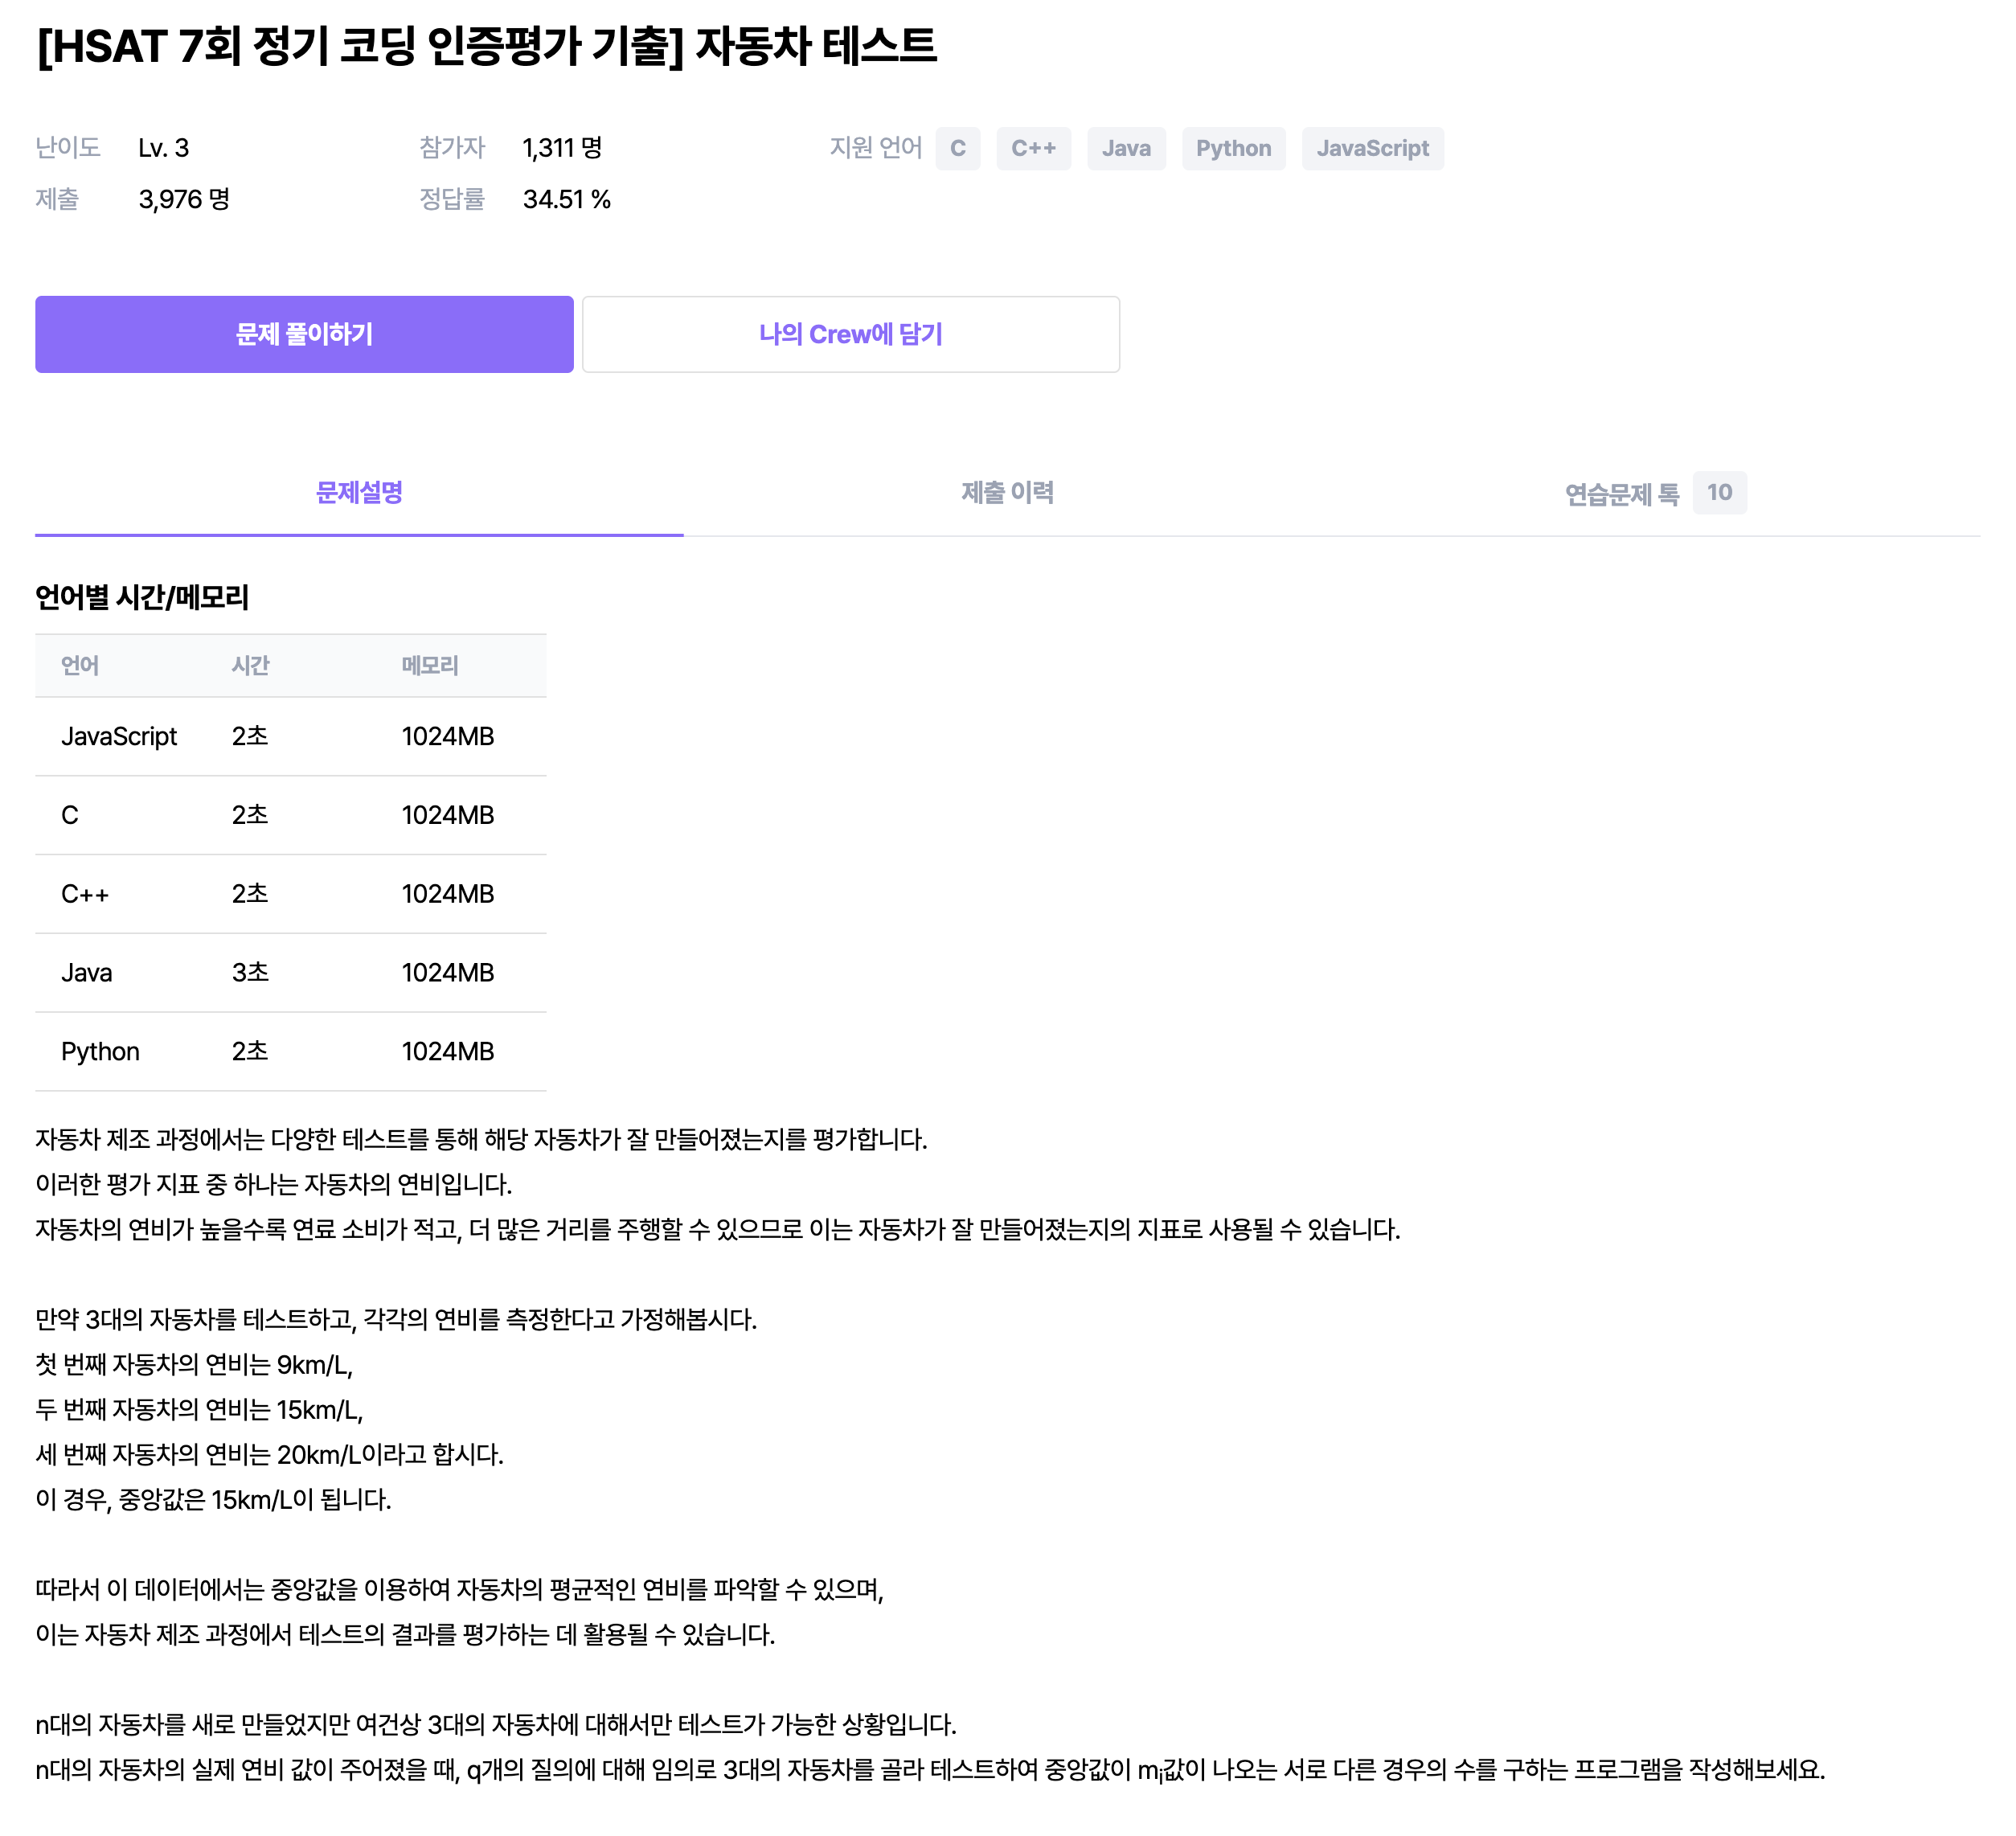 [HSAT 7회 정기 코딩 인증평가 기출] 자동차 테스트
난이도 Lv. 3 참가자 1,311 명 지원 언어 C C++ Java Python JavaScript
제출 3,976 명 정답률 34.51 %
문제 풀이하기 나의 Crew에 담기
문제설명 제출 이력 연습문제 톡 10
언어별 시간/메모리
언어 시간 메모리
JavaScript 2초 1024MB
C 2초 1024MB
C++ 2초 1024MB
Java 3초 1024MB
Python 2초 1024MB
자동차 제조 과정에서는 다양한 테스트를 통해 해당 자동차가 잘 만들어졌는지를 평가합니다.
이러한 평가 지표 중 하나는 자동차의 연비입니다.
자동차의 연비가 높을수록 연료 소비가 적고, 더 많은 거리를 주행할 수 있으므로 이는 자동차가 잘 만들어졌는지의 지표로 사용될 수 있습니다.
만약 3대의 자동차를 테스트하고, 각각의 연비를 측정한다고 가정해봅시다.
첫 번째 자동차의 연비는 9km/L,
두 번째 자동차의 연비는 15km/L,
세 번째 자동차의 연비는 20km/L이라고 합시다.
이 경우, 중앙값은 15km/L이 됩니다.
따라서 이 데이터에서는 중앙값을 이용하여 자동차의 평균적인 연비를 파악할 수 있으며,
이는 자동차 제조 과정에서 테스트의 결과를 평가하는 데 활용될 수 있습니다.
n대의 자동차를 새로 만들었지만 여건상 3대의 자동차에 대해서만 테스트가 가능한 상황입니다.
n대의 자동차의 실제 연비 값이 주어졌을 때, q개의 질의에 대해 임의로 3대의 자동차를 골라 테스트하여 중앙값이 mᵢ값이 나오는 서로 다른 경우의 수를 구하는 프로그램을 작성해보세요.